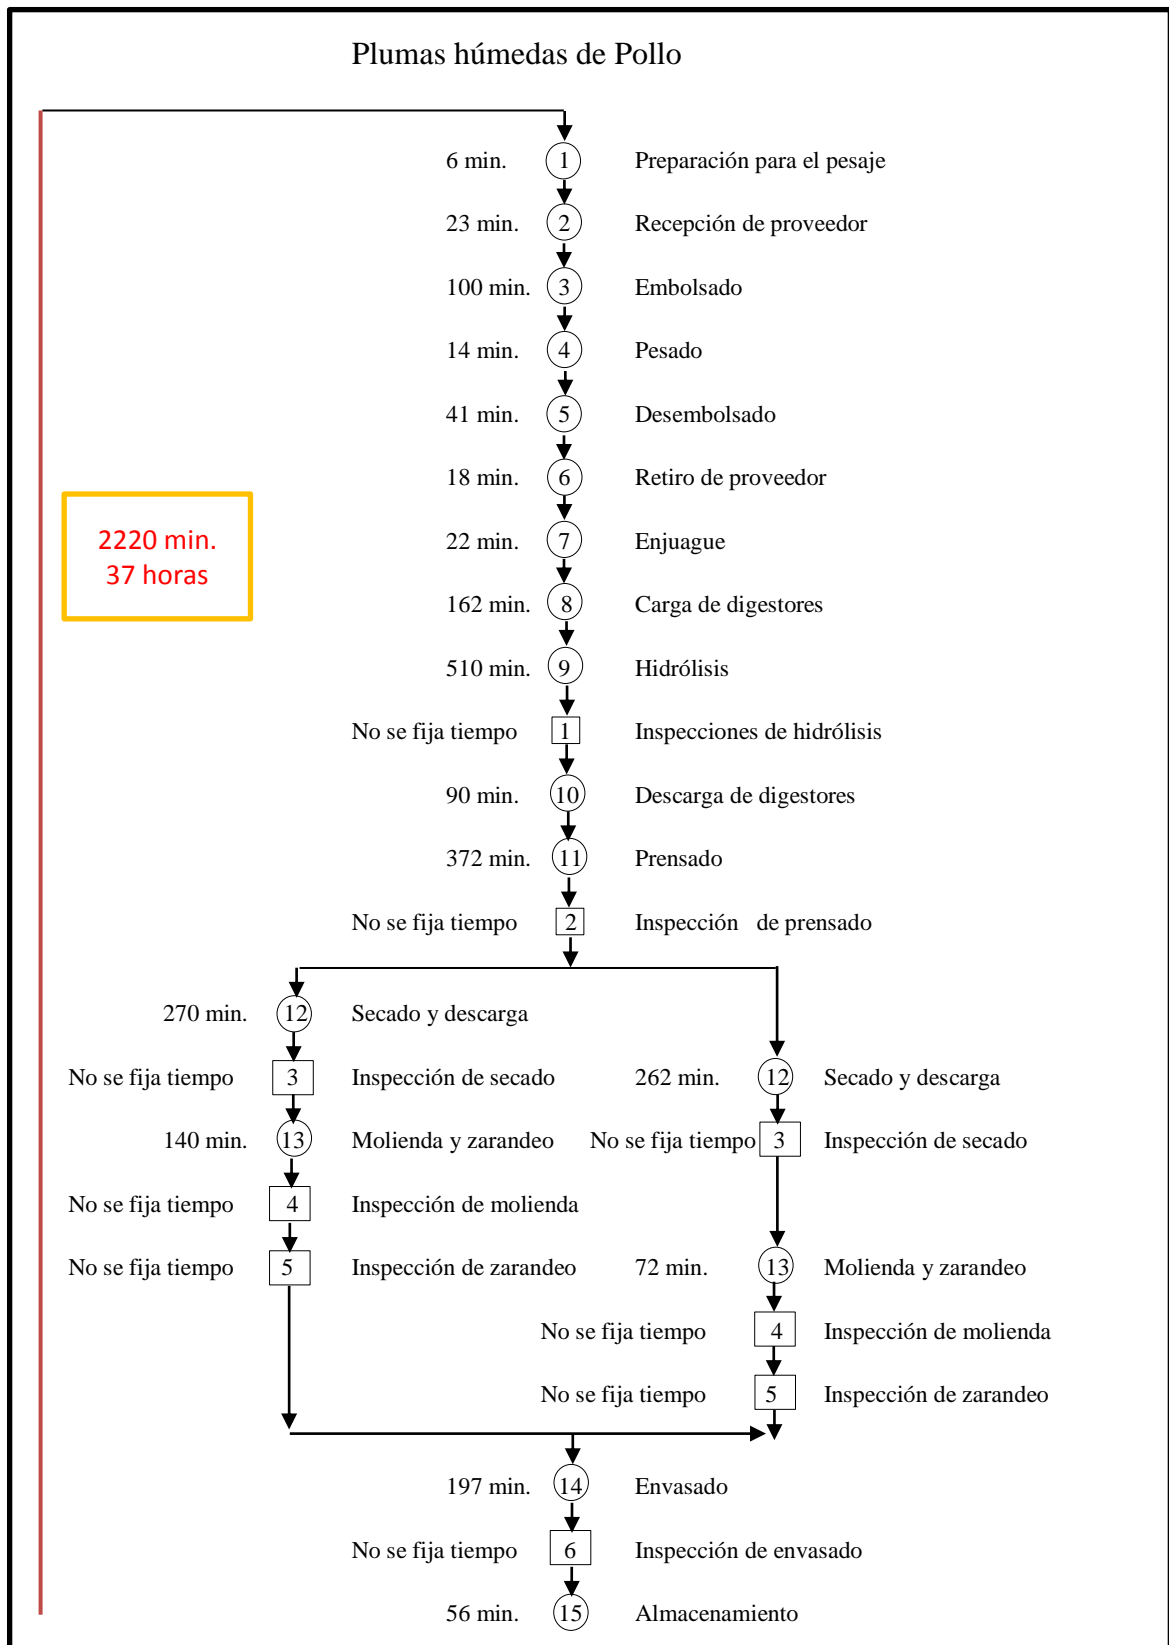 Plumas húmedas de Pollo
6 min. 1 Preparación para el pesaje
23 min. 2 Recepción de proveedor
100 min. 3 Embolsado
14 min. 4 Pesado
41 min. 5 Desembolsado
18 min. 6 Retiro de proveedor
2220 min.
37 horas
22 min. 7 Enjuague
162 min. 8 Carga de digestores
510 min. 9 Hidrólisis
No se fija tiempo 1 Inspecciones de hidrólisis
90 min. 10 Descarga de digestores
372 min. 11 Prensado
No se fija tiempo 2 Inspección de prensado
270 min. 12 Secado y descarga
No se fija tiempo 3 Inspección de secado
262 min. 12 Secado y descarga
140 min. 13 Molienda y zarandeo
No se fija tiempo 3 Inspección de secado
No se fija tiempo 4 Inspección de molienda
No se fija tiempo 5 Inspección de zarandeo
72 min. 13 Molienda y zarandeo
No se fija tiempo 4 Inspección de molienda
No se fija tiempo 5 Inspección de zarandeo
197 min. 14 Envasado
No se fija tiempo 6 Inspección de envasado
56 min. 15 Almacenamiento